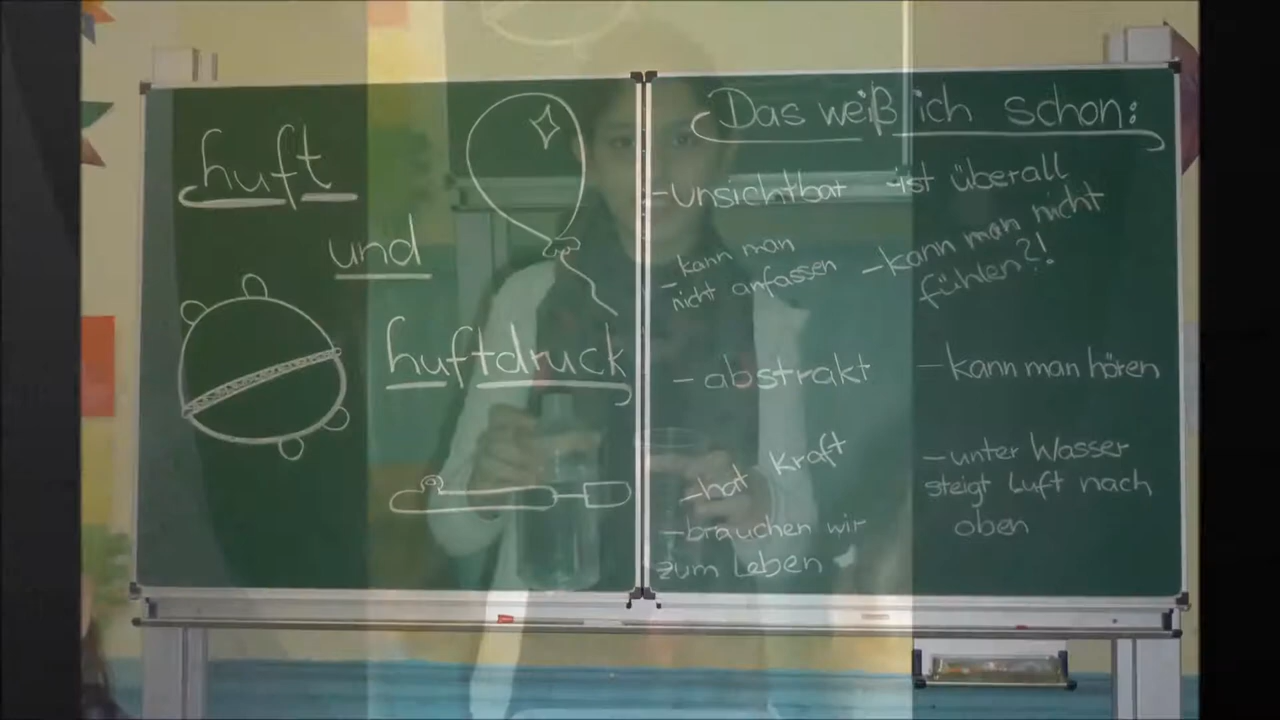 Luft
und
Luftdruck
Das weiß ich schon:
-unsichtbar
-ist überall
-kann man
nicht anfassen
-kann man nicht
fühlen?!
-abstrakt
-kann man hören
-hat Kraft
-unter Wasser
steigt Luft nach
oben
-brauchen wir
zum Leben